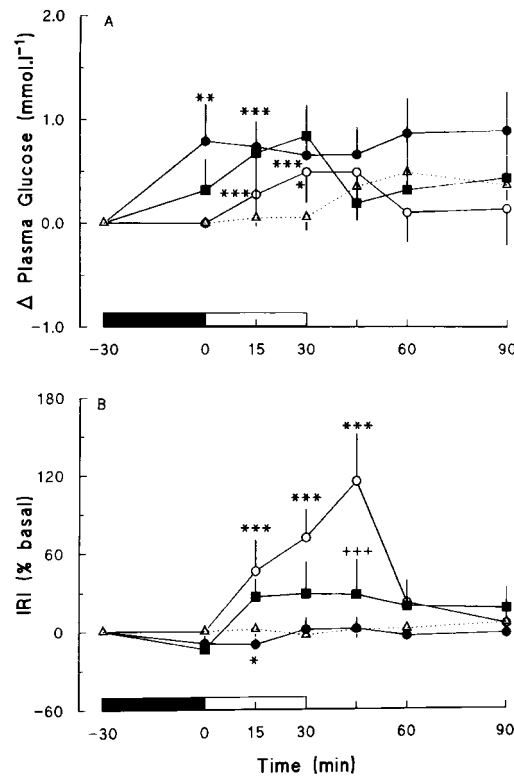 A
Δ Plasma Glucose (mmol.l⁻¹)
2.0
1.0
0.0
-1.0
**
***
***
***
*
-30 0 15 30 60 90
B
IRI (% basal)
180
120
60
0
-60
***
***
***
+++
*
-30 0 15 30 60 90
Time (min)